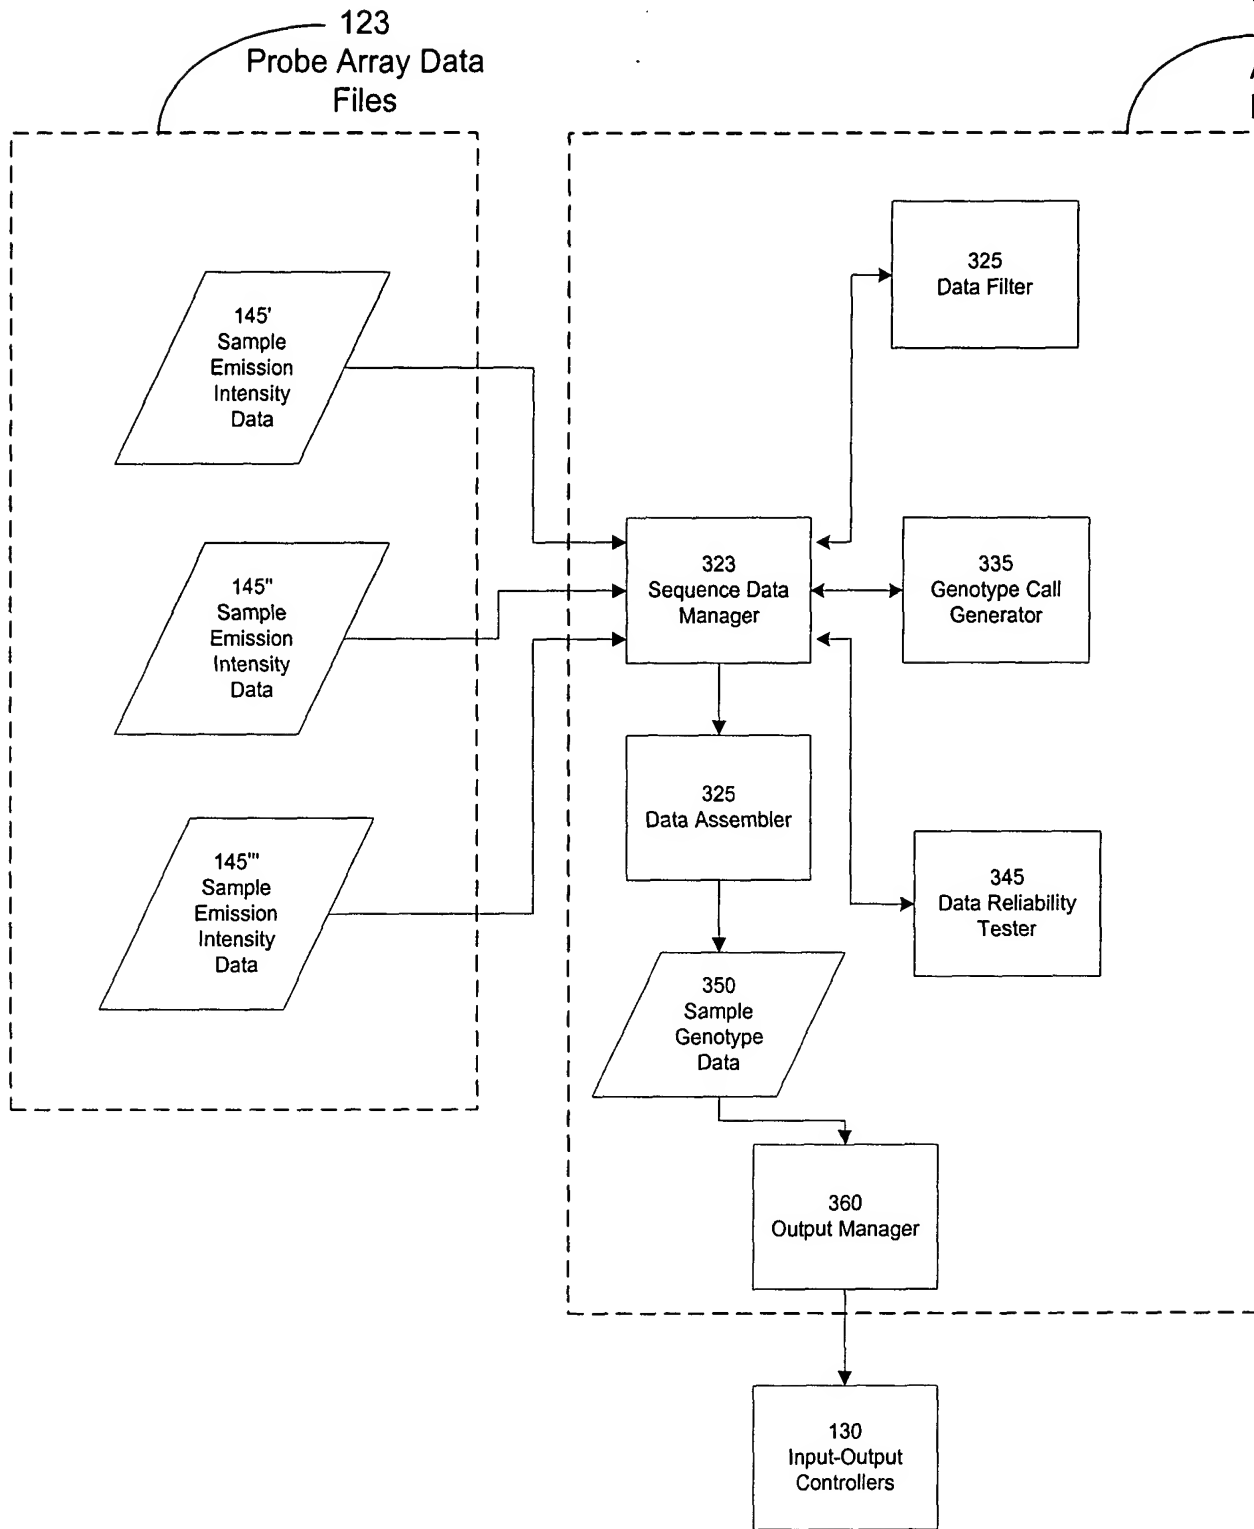 123
Probe Array Data
Files
325
Data Filter
145'
Sample
Emission
Intensity
Data
145"
Sample
Emission
Intensity
Data
323
Sequence Data
Manager
335
Genotype Call
Generator
325
Data Assembler
145'"
Sample
Emission
Intensity
Data
345
Data Reliability
Tester
350
Sample
Genotype
Data
360
Output Manager
130
Input-Output
Controllers